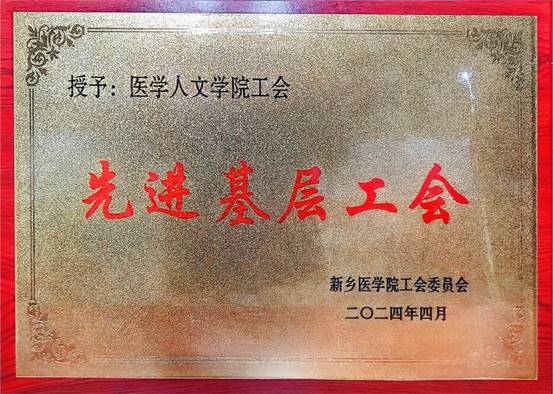 授予：医学人文学院工会
先进基层工会
新乡医学院工会委员会
二〇二四年四月